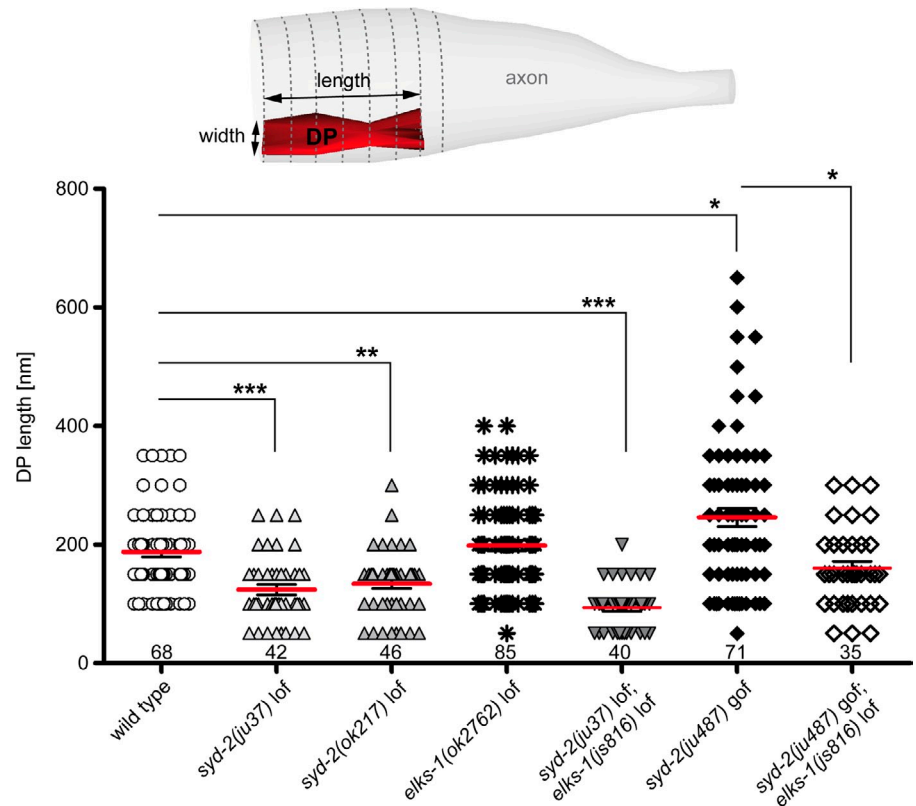 length
axon
width
DP
800
*
*
600
***
**
***
DP length [nm]
400
200
0
68
42
46
85
40
71
35
wild type
syd-2(ju37) lof
syd-2(ok217) lof
elks-1(ok2762) lof
syd-2(ju37) lof;
elks-1(js816) lof
syd-2(ju487) gof
syd-2(ju487) gof;
elks-1(js816) lof